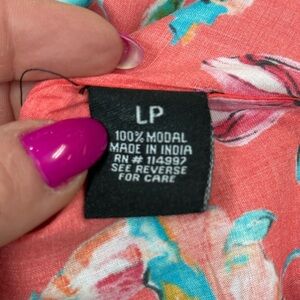 LP
100% MODAL
MADE IN INDIA
RN # 114997
SEE REVERSE
FOR CARE